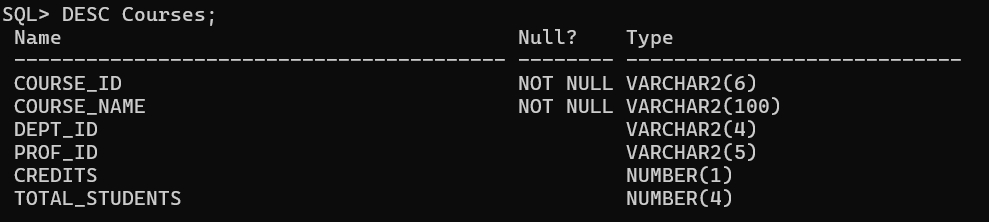 SQL> DESC Courses;
 Name                                      Null?    Type
 ----------------------------------------- -------- ----------------------------
 COURSE_ID                                 NOT NULL VARCHAR2(6)
 COURSE_NAME                               NOT NULL VARCHAR2(100)
 DEPT_ID                                            VARCHAR2(4)
 PROF_ID                                            VARCHAR2(5)
 CREDITS                                            NUMBER(1)
 TOTAL_STUDENTS                                     NUMBER(4)